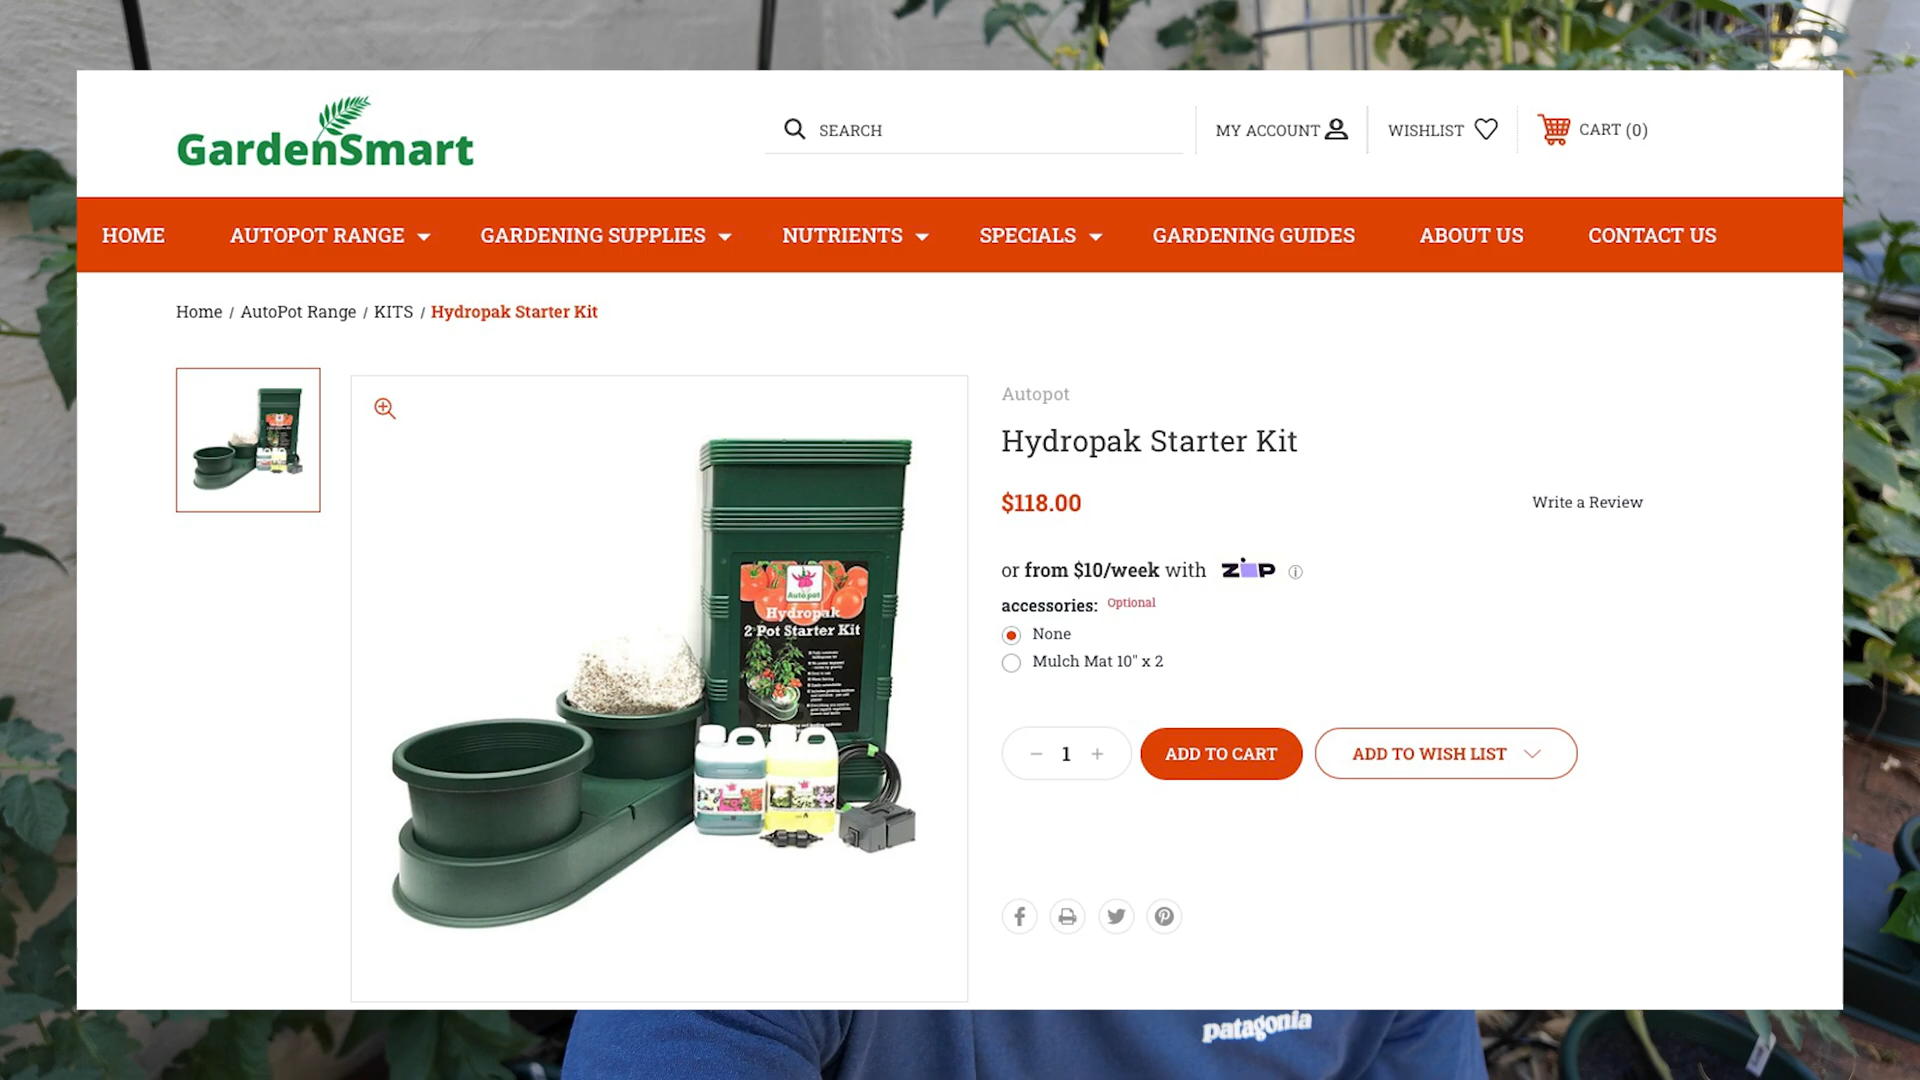 GardenSmart
SEARCH
MY ACCOUNT
WISHLIST
CART (0)
HOME
AUTOPOT RANGE
GARDENING SUPPLIES
NUTRIENTS
SPECIALS
GARDENING GUIDES
ABOUT US
CONTACT US
Home / AutoPot Range / KITS / Hydropak Starter Kit
Autopot
Hydropak Starter Kit
$118.00
Write a Review
or from $10/week with ZIP
accessories: Optional
None
Mulch Mat 10" x 2
1
ADD TO CART
ADD TO WISH LIST
Autopot
Hydropak
2 Pot Starter Kit
patagonia